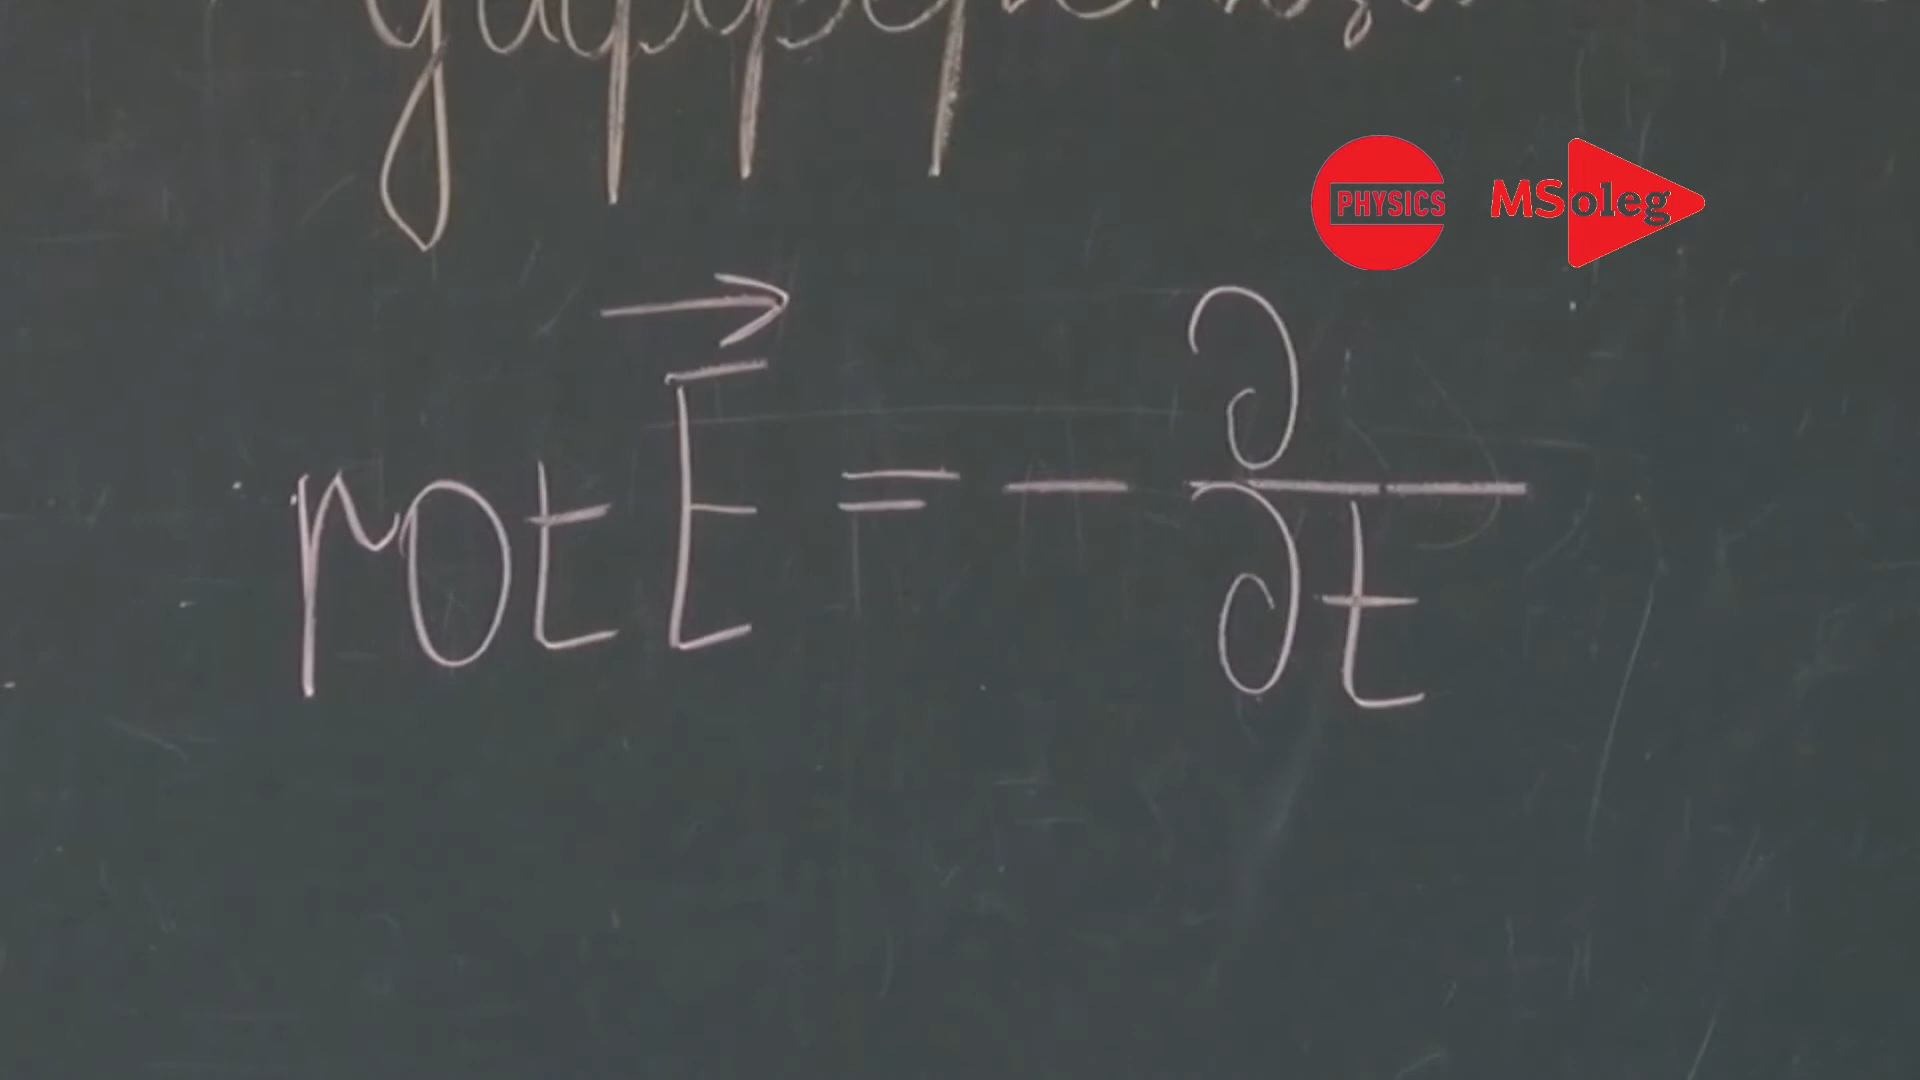 PHYSICS MSoleg
rot E⃗ = − ∂/∂t